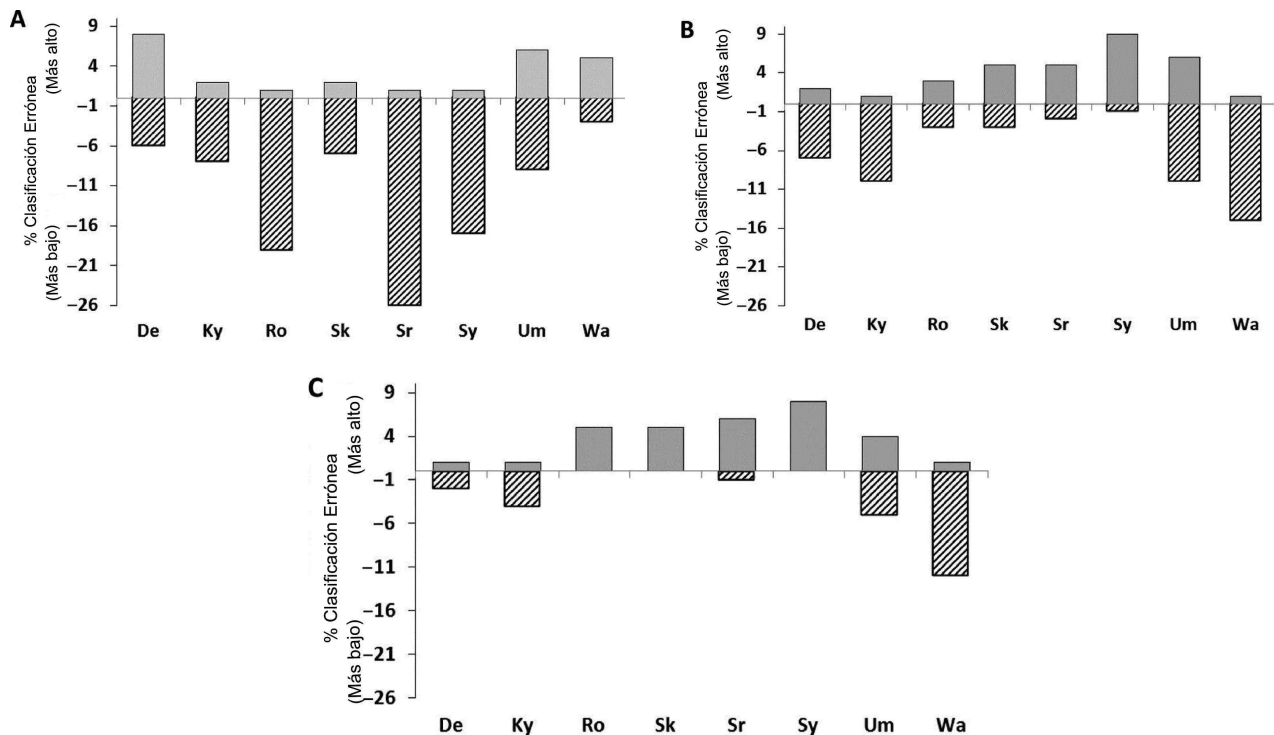 A
% Clasificación Errónea
(Más bajo) (Más alto)
9
4
−1
−6
−11
−16
−21
−26
De Ky Ro Sk Sr Sy Um Wa
B
% Clasificación Errónea
(Más bajo) (Más alto)
9
4
−1
−6
−11
−16
−21
−26
De Ky Ro Sk Sr Sy Um Wa
C
% Clasificación Errónea
(Más bajo) (Más alto)
9
4
−1
−6
−11
−16
−21
−26
De Ky Ro Sk Sr Sy Um Wa